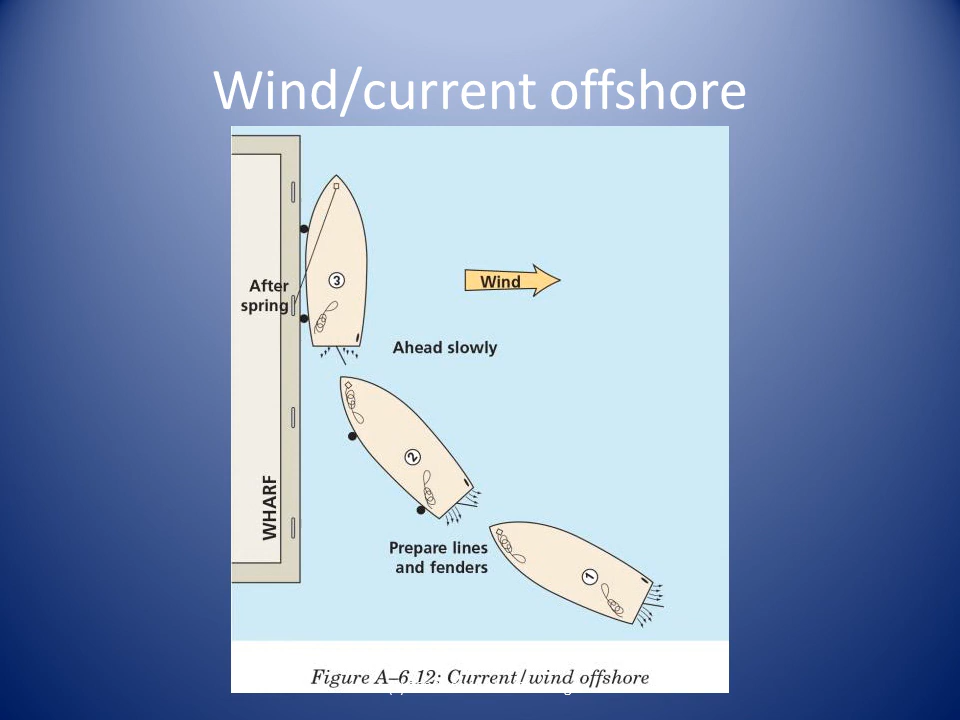 Wind/current offshore
After
spring
3
Wind
Ahead slowly
2
WHARF
Prepare lines
and fenders
1
Figure A–6.12: Current/wind offshore